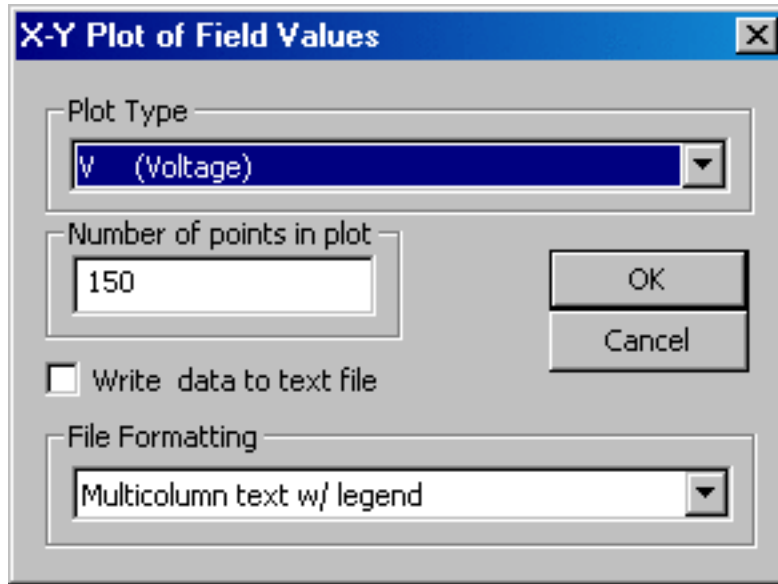 X-Y Plot of Field Values
Plot Type
V (Voltage)
Number of points in plot
150
OK
Cancel
Write data to text file
File Formatting
Multicolumn text w/ legend